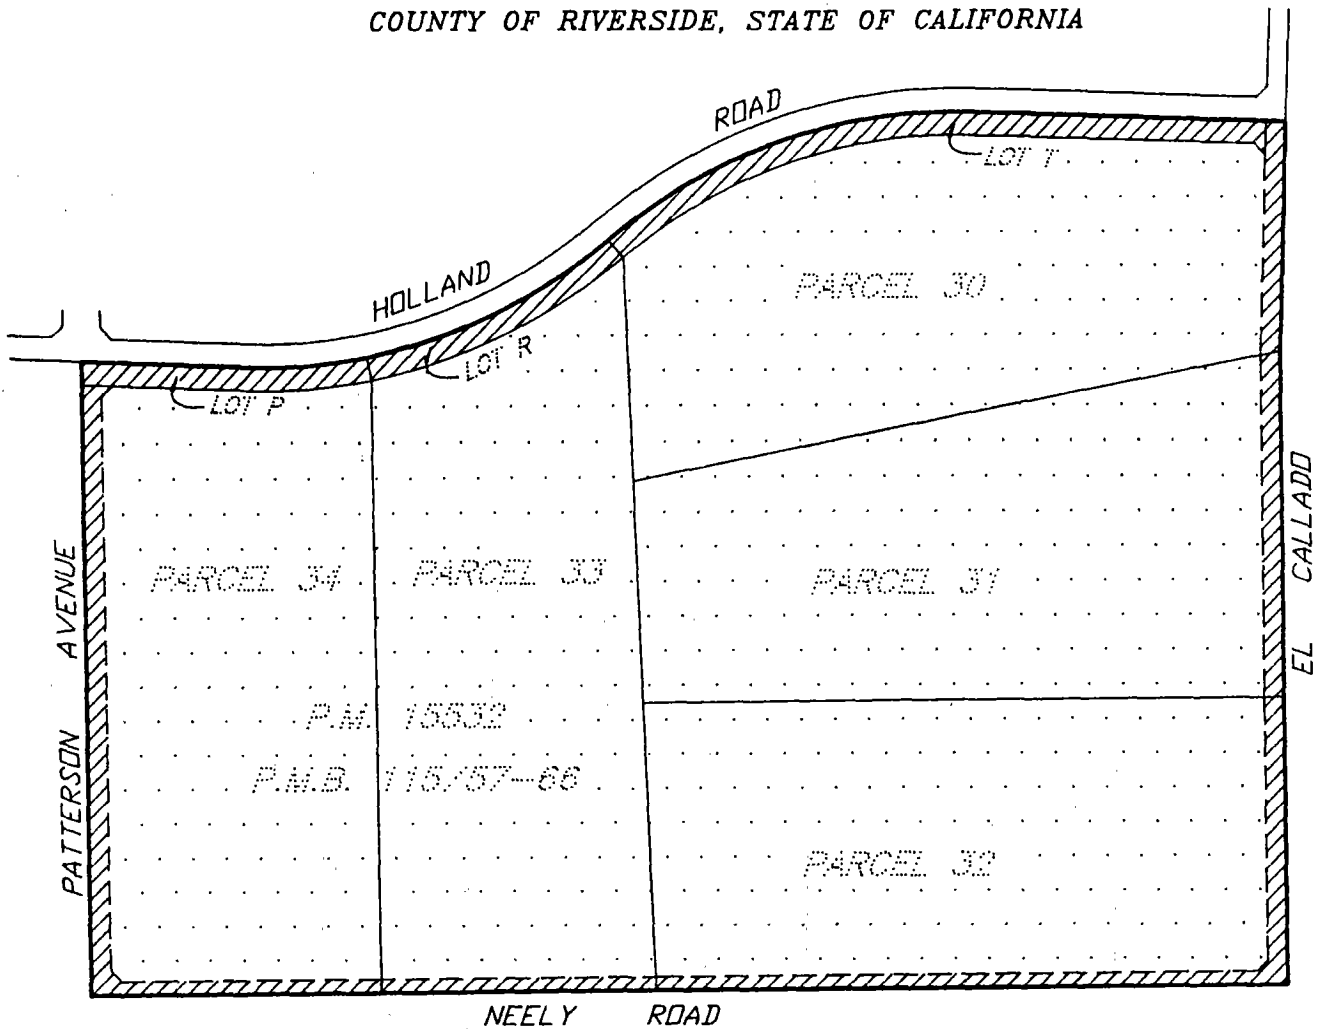 COUNTY OF RIVERSIDE, STATE OF CALIFORNIA
HOLLAND ROAD
LOT T
PARCEL 30
LOT R
LOT P
PATTERSON AVENUE
EL CALLADO
PARCEL 34
PARCEL 33
PARCEL 31
P.M. 15532
P.M.B. 115/57-66
PARCEL 32
NEELY ROAD